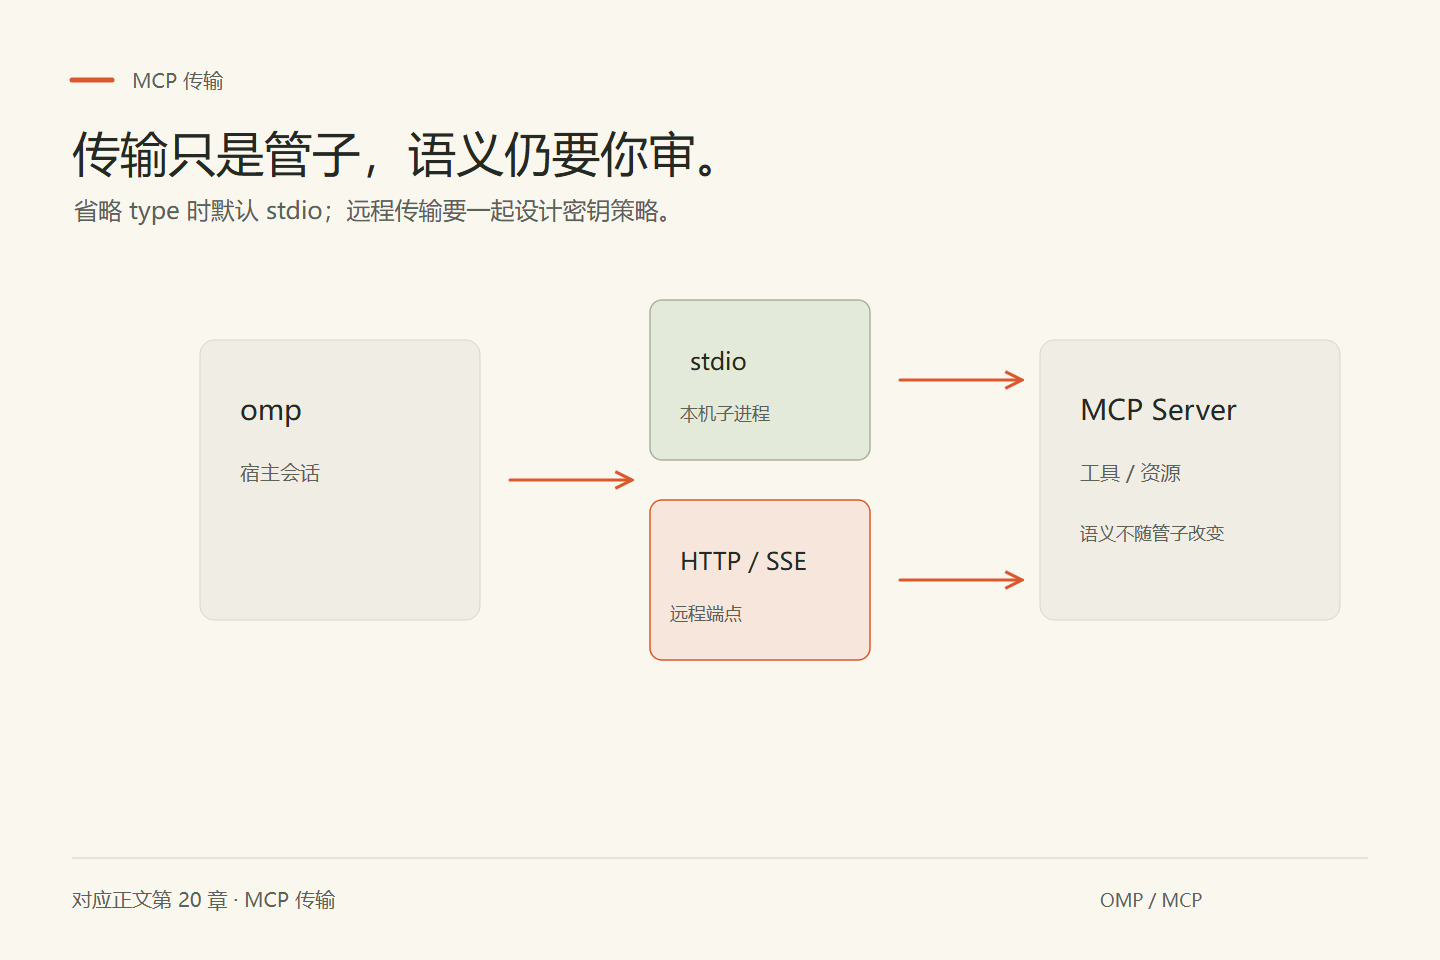 MCP 传输
传输只是管子，语义仍要你审。
省略 type 时默认 stdio；远程传输要一起设计密钥策略。
omp
宿主会话
stdio
本机子进程
HTTP / SSE
远程端点
MCP Server
工具 / 资源
语义不随管子改变
对应正文第 20 章 · MCP 传输
OMP / MCP